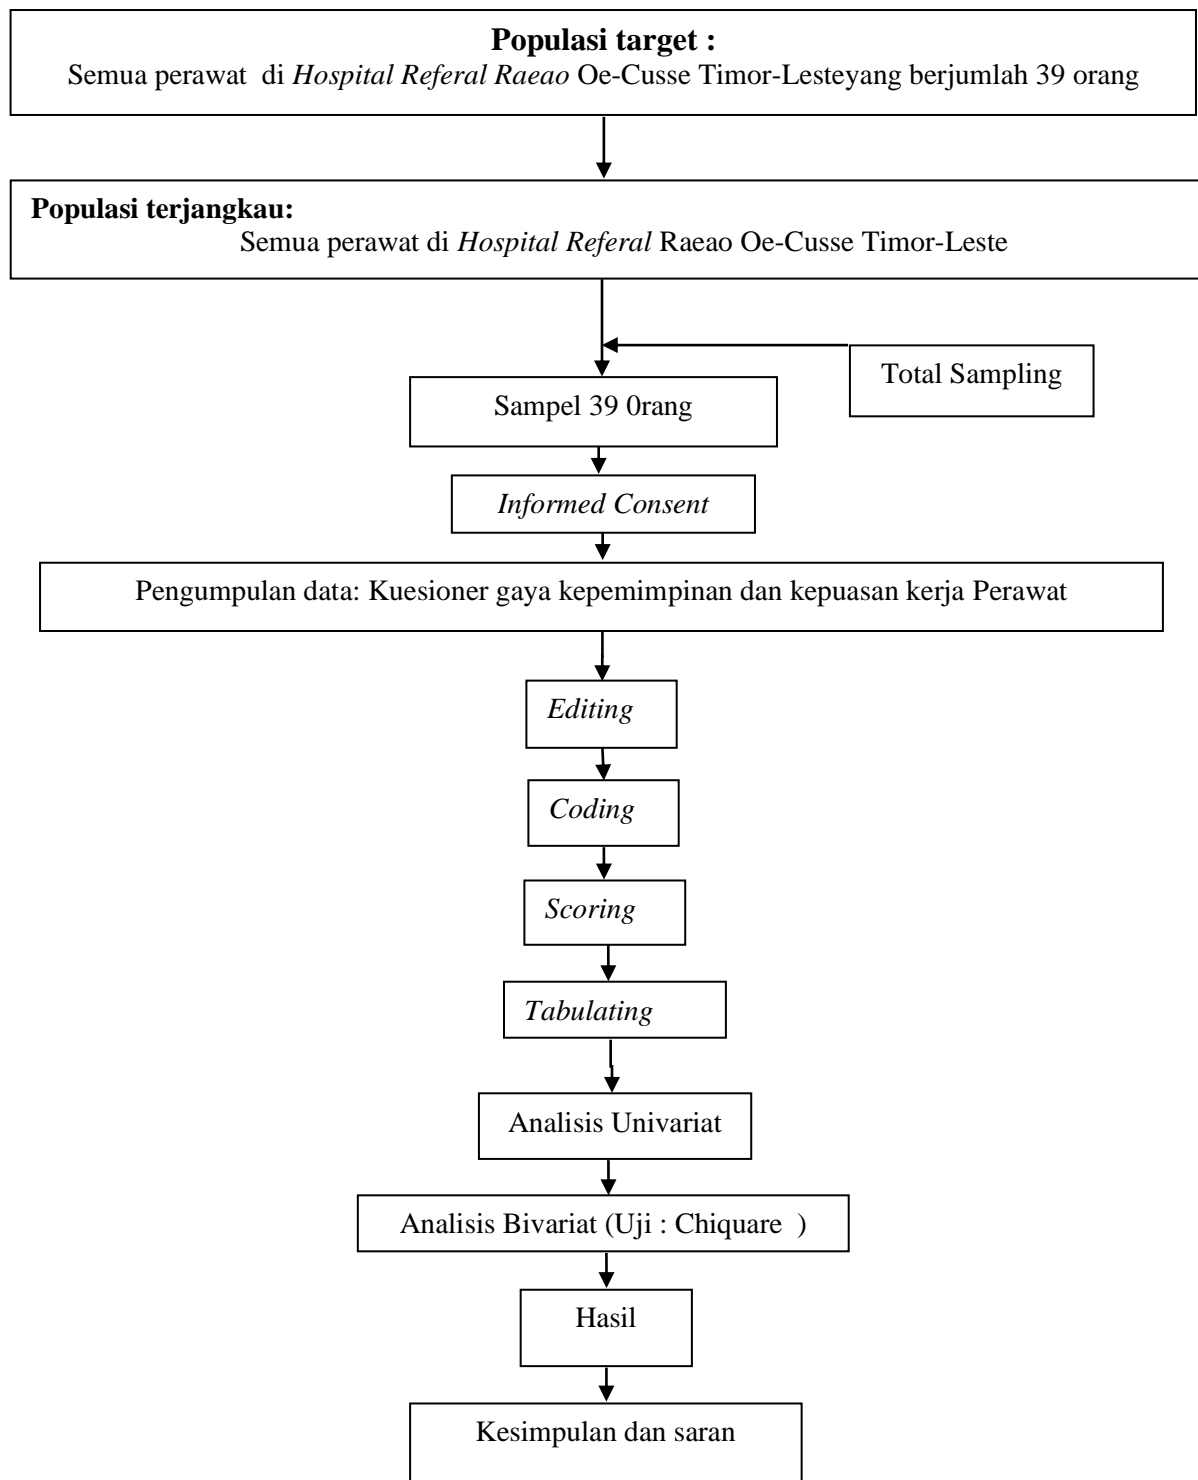 Populasi target :
Semua perawat di Hospital Referal Raeao Oe-Cusse Timor-Lesteyang berjumlah 39 orang
Populasi terjangkau:
Semua perawat di Hospital Referal Raeao Oe-Cusse Timor-Leste
Total Sampling
Sampel 39 0rang
Informed Consent
Pengumpulan data: Kuesioner gaya kepemimpinan dan kepuasan kerja Perawat
Editing
Coding
Scoring
Tabulating
Analisis Univariat
Analisis Bivariat (Uji : Chiquare )
Hasil
Kesimpulan dan saran